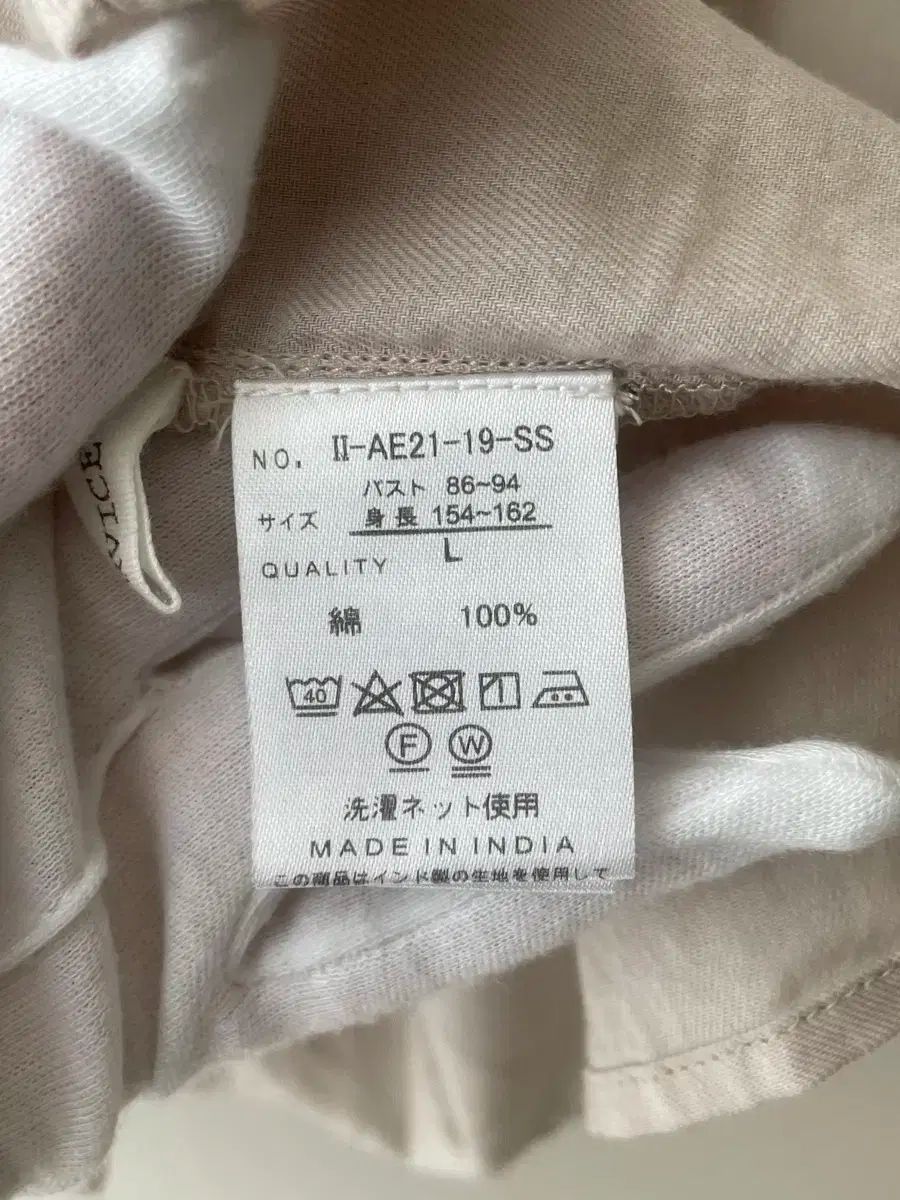 VICE
NO. II-AE21-19-SS
バスト 86~94
サイズ 身長 154~162
L
QUALITY
綿 100%
40
F W
洗濯ネット使用
MADE IN INDIA
この商品はインド製の生地を使用して